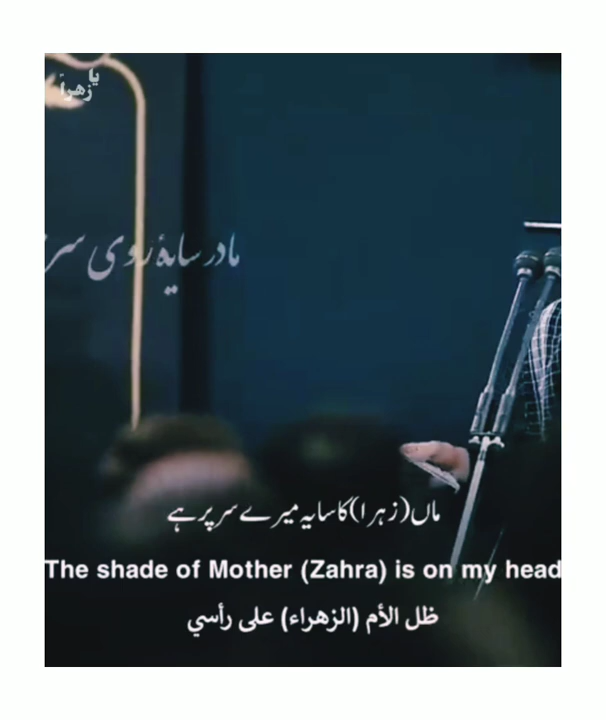 یا
زهراً
مادر سایهٔ روی سر
ماں(زہرا)کا سایہ میرے سر پر ہے
The shade of Mother (Zahra) is on my head
ظل الأم (الزهراء) على رأسي